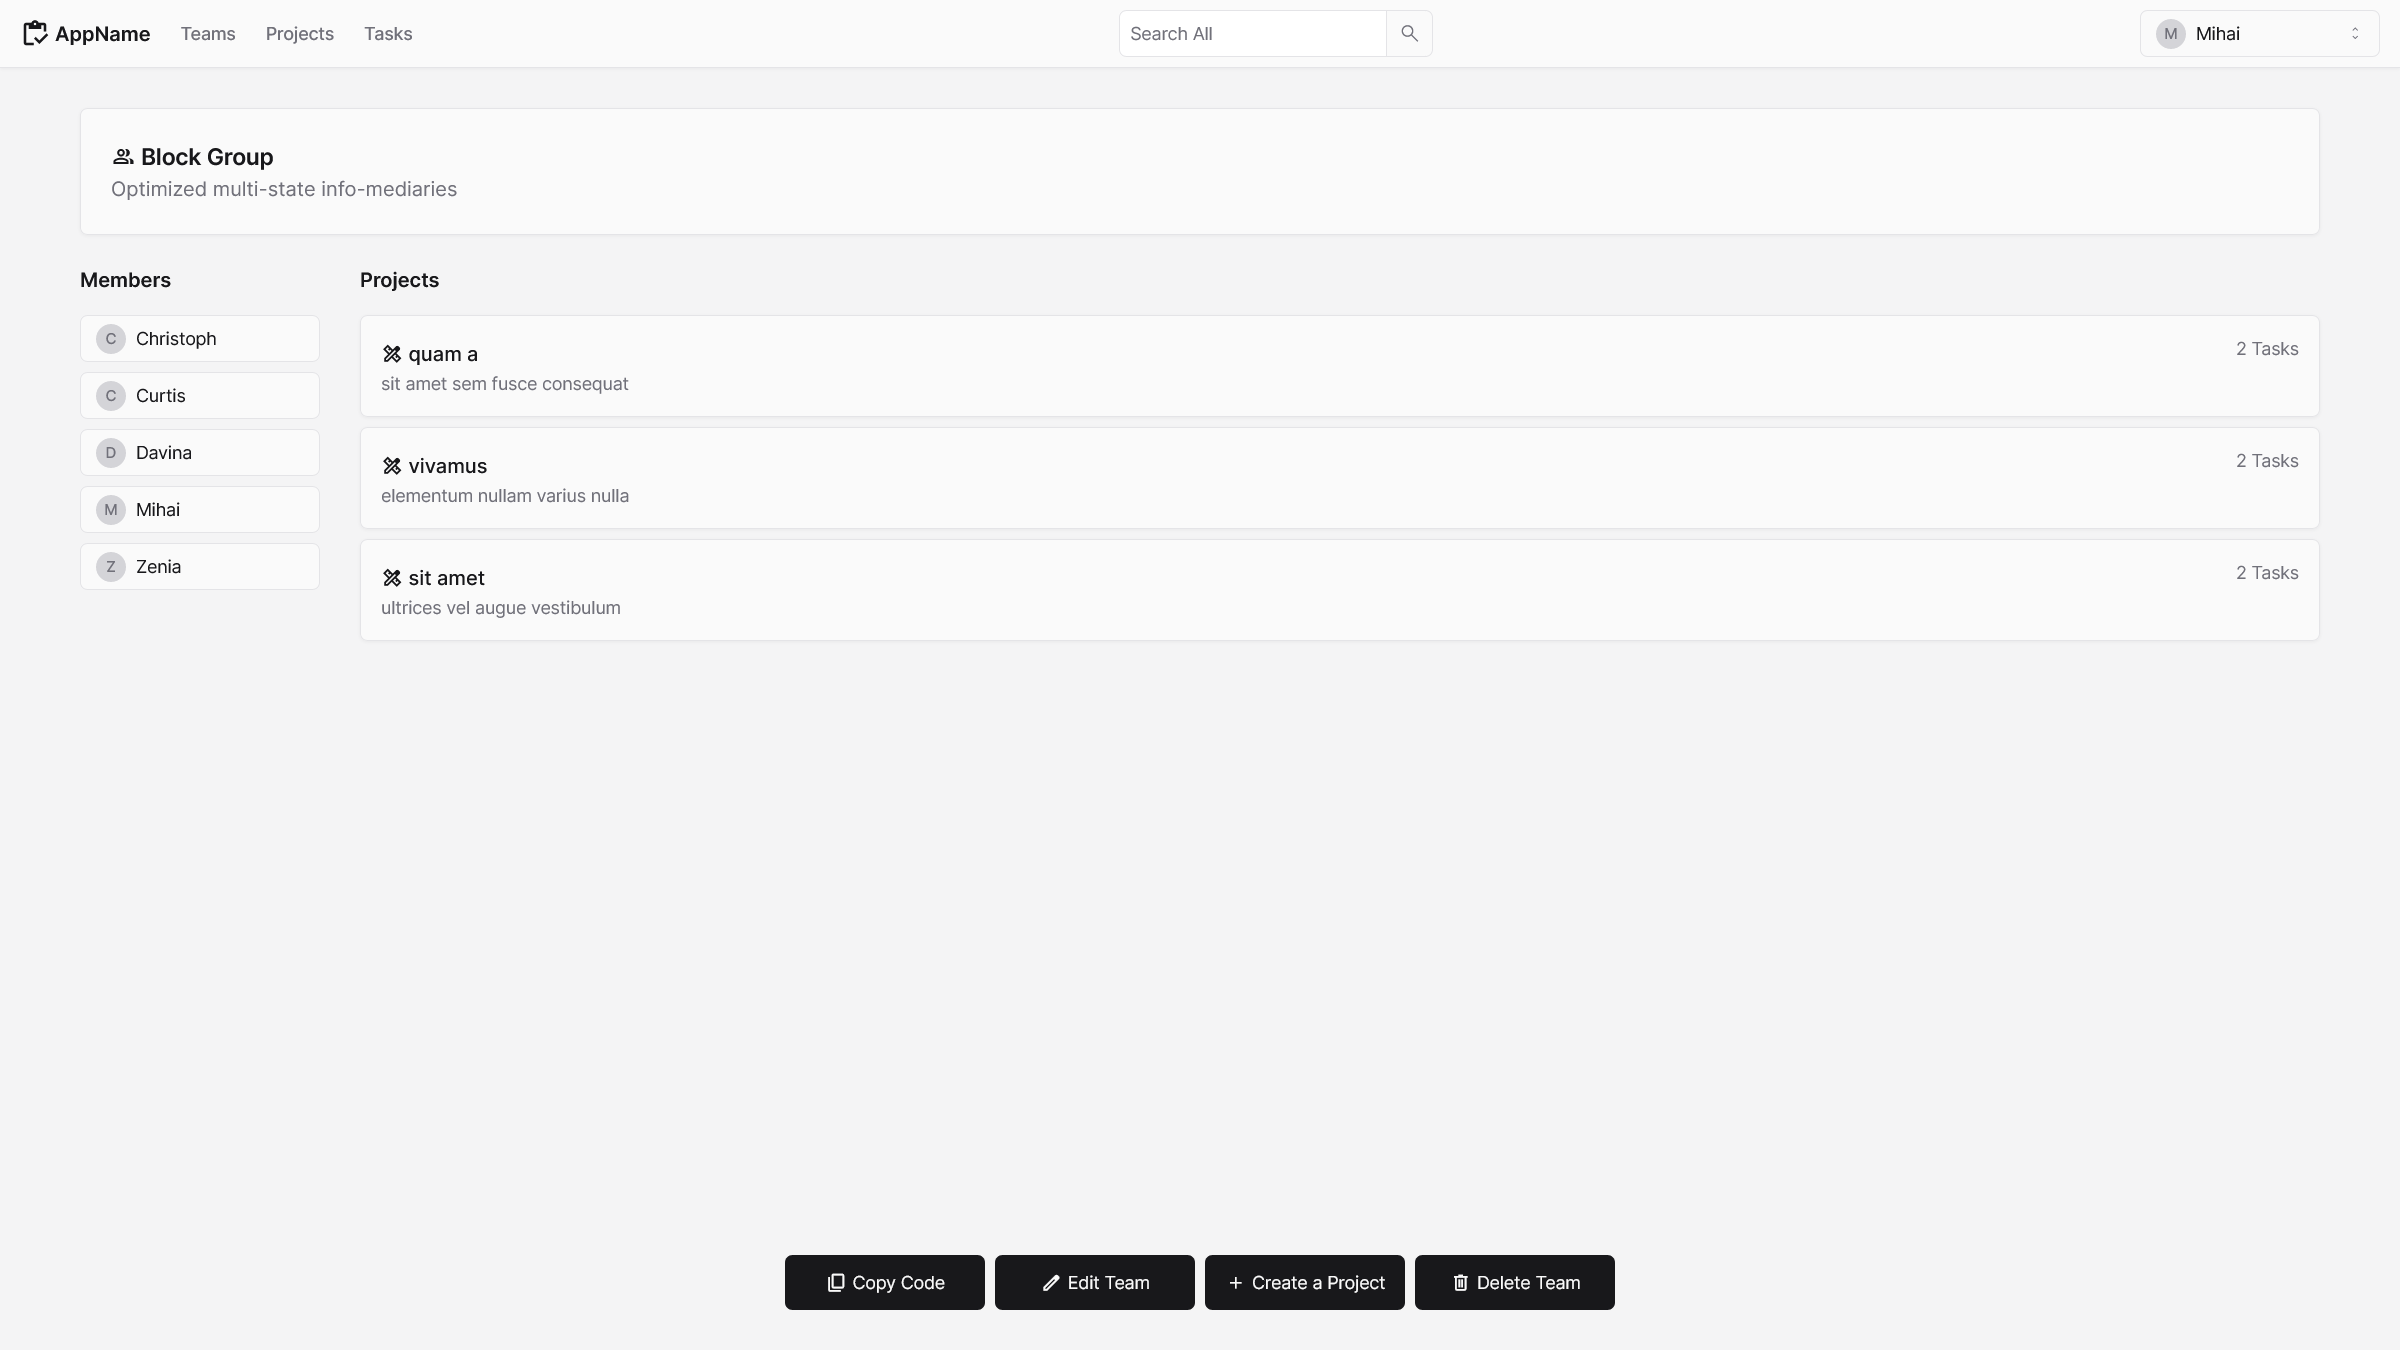 AppName Teams Projects Tasks Search All M Mihai
Block Group
Optimized multi-state info-mediaries
Members
C Christoph
C Curtis
D Davina
M Mihai
Z Zenia
Projects
quam a 2 Tasks
sit amet sem fusce consequat
vivamus 2 Tasks
elementum nullam varius nulla
sit amet 2 Tasks
ultrices vel augue vestibulum
Copy Code Edit Team + Create a Project Delete Team